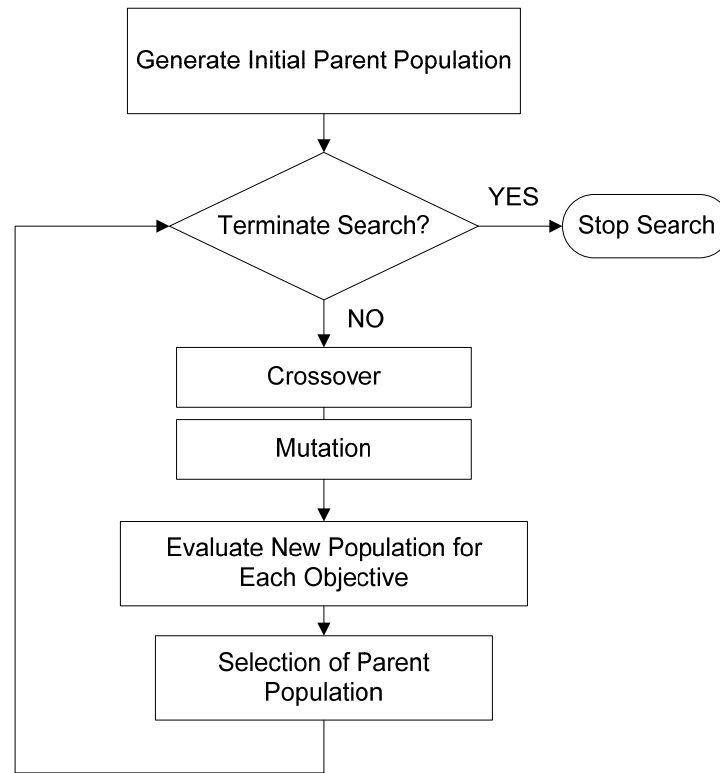 Generate Initial Parent Population
Terminate Search?
YES
Stop Search
NO
Crossover
Mutation
Evaluate New Population for
Each Objective
Selection of Parent
Population